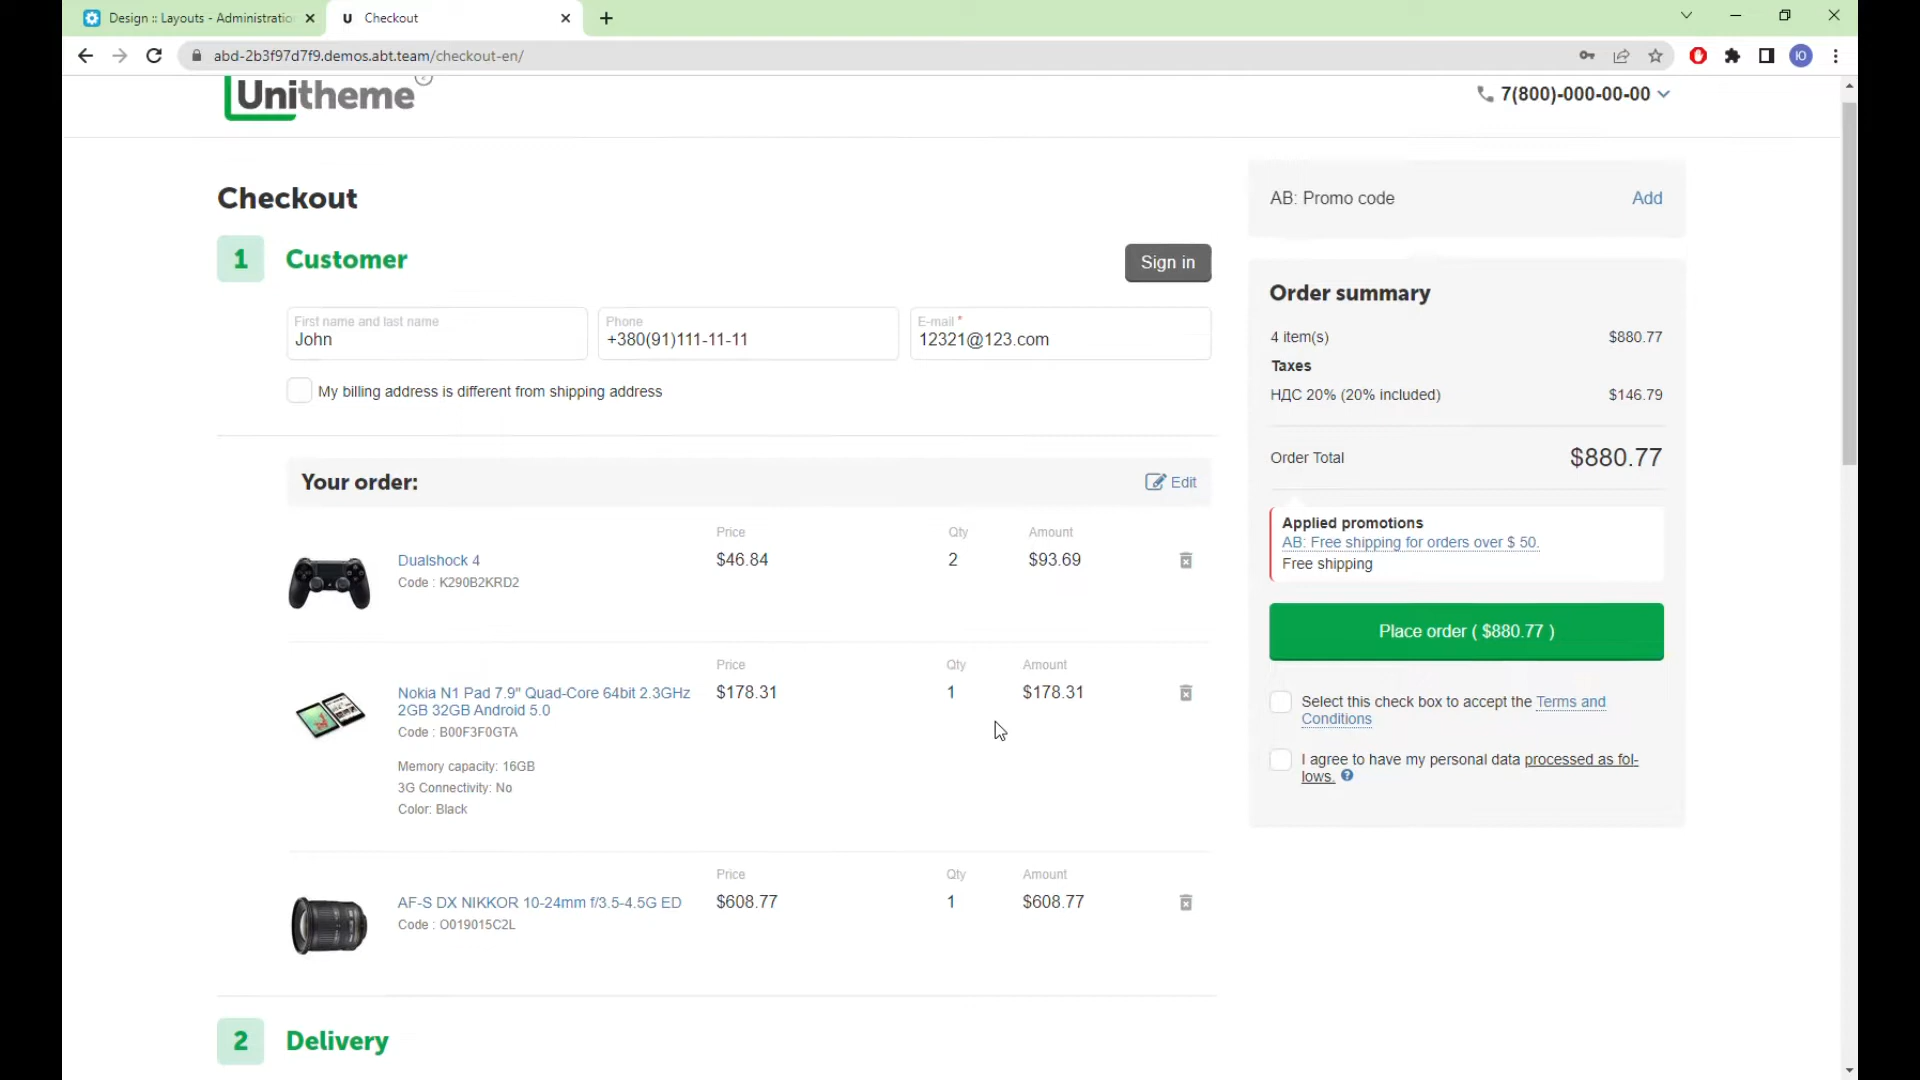 Design :: Layouts - Administratio
Checkout
abd-2b3f97d7f9.demos.abt.team/checkout-en/
Ю
Unitheme
2
7(800)-000-00-00
Checkout
1
Customer
Sign in
First name and last name
John
Phone
+380(91)111-11-11
E-mail *
12321@123.com
My billing address is different from shipping address
Your order:
Edit
Price
Qty
Amount
Dualshock 4
$46.84
2
$93.69
Code : K290B2KRD2
Price
Qty
Amount
Nokia N1 Pad 7.9" Quad-Core 64bit 2.3GHz
2GB 32GB Android 5.0
$178.31
1
$178.31
Code : B00F3F0GTA
Memory capacity: 16GB
3G Connectivity: No
Color: Black
Price
Qty
Amount
AF-S DX NIKKOR 10-24mm f/3.5-4.5G ED
$608.77
1
$608.77
Code : O019015C2L
2
Delivery
AB: Promo code
Add
Order summary
4 item(s)
$880.77
Taxes
НДС 20% (20% included)
$146.79
Order Total
$880.77
Applied promotions
AB: Free shipping for orders over $ 50.
Free shipping
Place order ( $880.77 )
Select this check box to accept the Terms and
Conditions
I agree to have my personal data processed as fol-
lows. ?